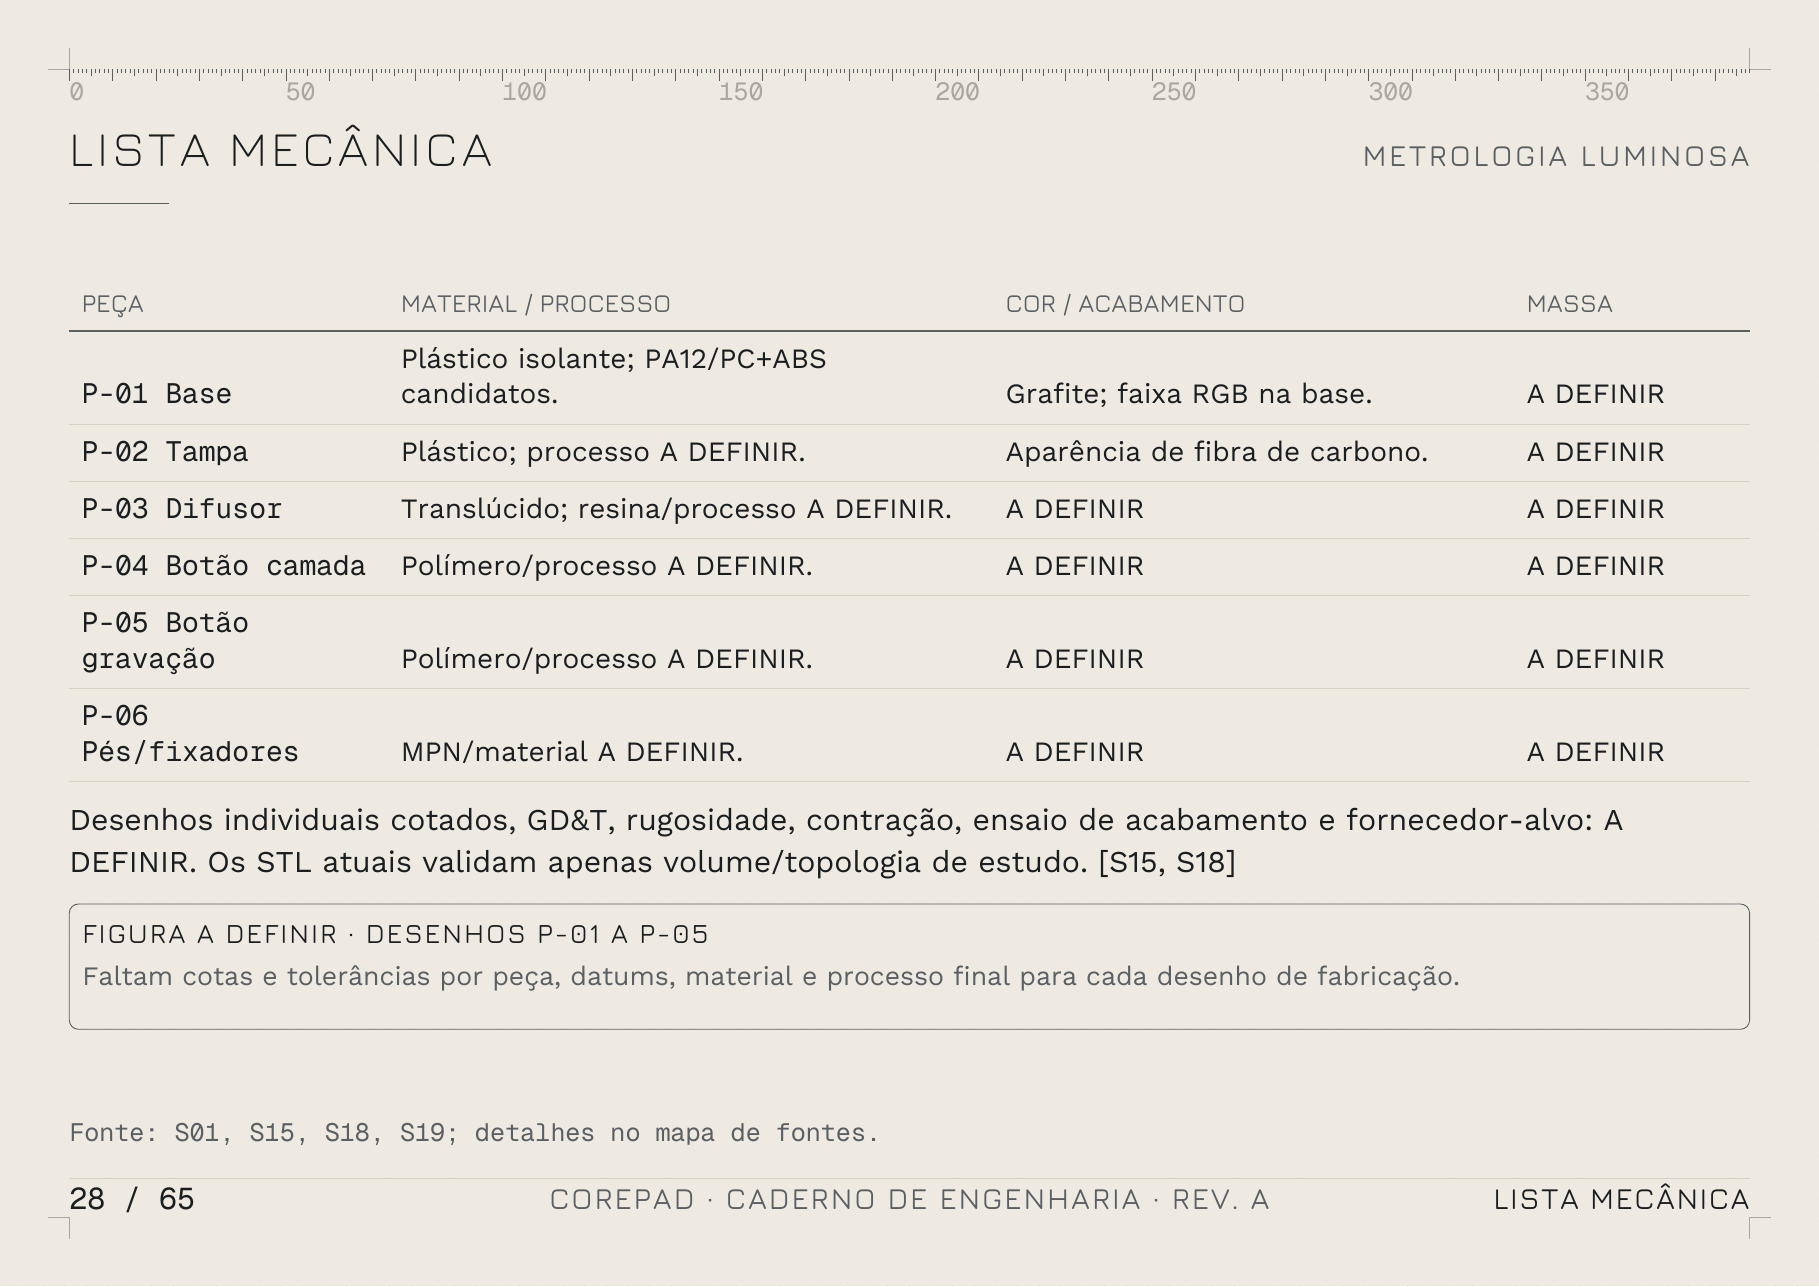 0 50 100 150 200 250 300 350
LISTA MECÂNICA
METROLOGIA LUMINOSA
PEÇA MATERIAL / PROCESSO COR / ACABAMENTO MASSA
P-01 Base Plástico isolante; PA12/PC+ABS
candidatos. Grafite; faixa RGB na base. A DEFINIR
P-02 Tampa Plástico; processo A DEFINIR. Aparência de fibra de carbono. A DEFINIR
P-03 Difusor Translúcido; resina/processo A DEFINIR. A DEFINIR A DEFINIR
P-04 Botão camada Polímero/processo A DEFINIR. A DEFINIR A DEFINIR
P-05 Botão
gravação Polímero/processo A DEFINIR. A DEFINIR A DEFINIR
P-06
Pés/fixadores MPN/material A DEFINIR. A DEFINIR A DEFINIR
Desenhos individuais cotados, GD&T, rugosidade, contração, ensaio de acabamento e fornecedor-alvo: A
DEFINIR. Os STL atuais validam apenas volume/topologia de estudo. [S15, S18]
FIGURA A DEFINIR · DESENHOS P-01 A P-05
Faltam cotas e tolerâncias por peça, datums, material e processo final para cada desenho de fabricação.
Fonte: S01, S15, S18, S19; detalhes no mapa de fontes.
28 / 65 COREPAD · CADERNO DE ENGENHARIA · REV. A LISTA MECÂNICA